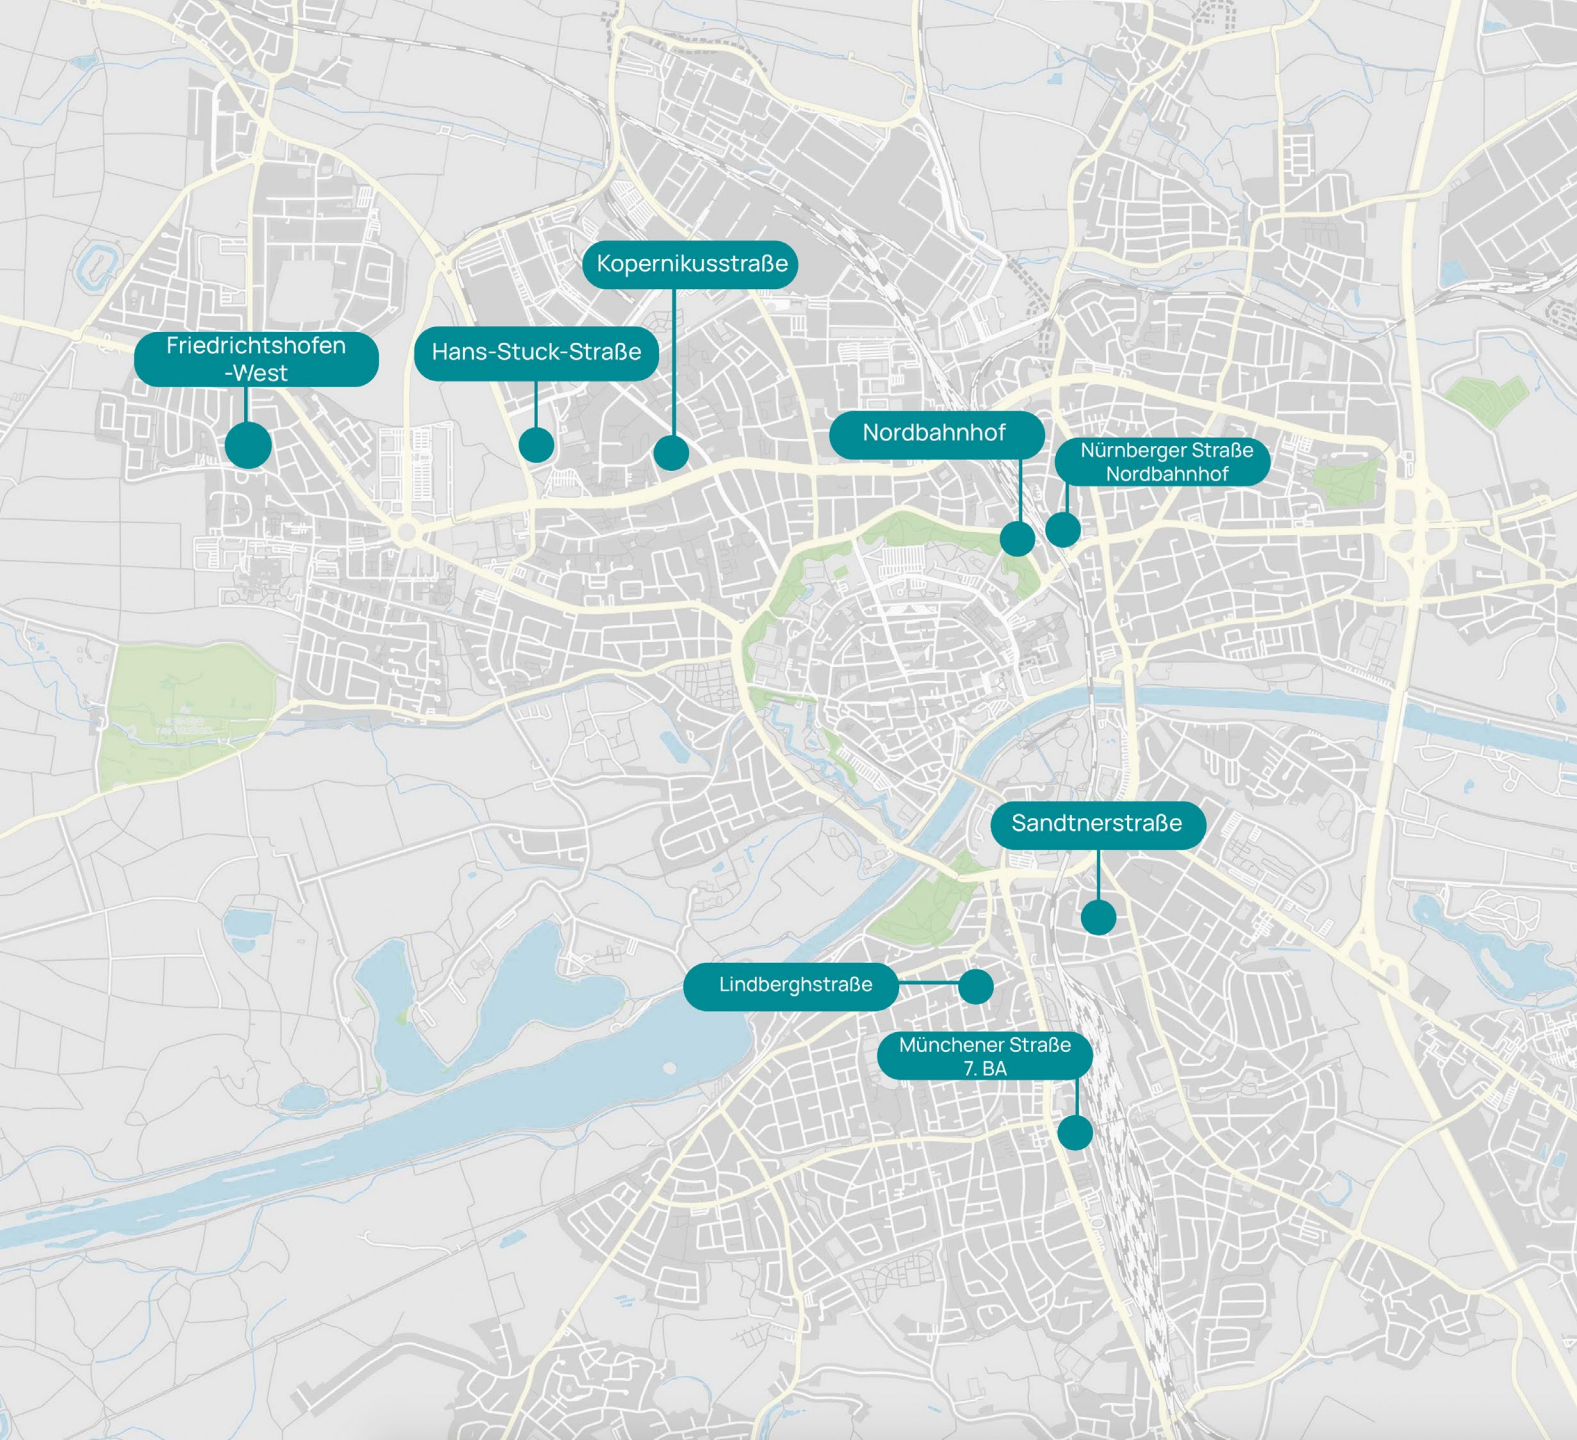 Kopernikusstraße
Friedrichtshofen
-West
Hans-Stuck-Straße
Nordbahnhof
Nürnberger Straße
Nordbahnhof
Sandtnerstraße
Lindberghstraße
Münchener Straße
7. BA